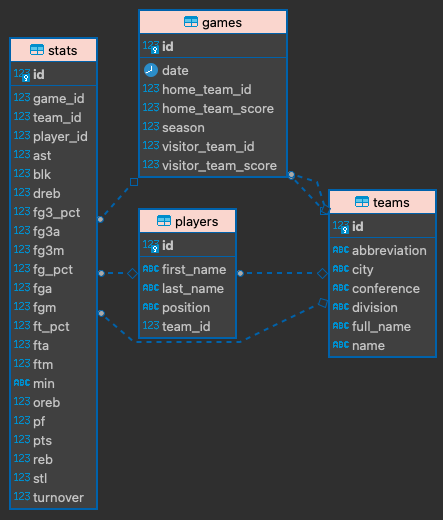 stats
123 id
123 game_id
123 team_id
123 player_id
123 ast
123 blk
123 dreb
123 fg3_pct
123 fg3a
123 fg3m
123 fg_pct
123 fga
123 fgm
123 ft_pct
123 fta
123 ftm
ABC min
123 oreb
123 pf
123 pts
123 reb
123 stl
123 turnover
games
123 id
date
123 home_team_id
123 home_team_score
123 season
123 visitor_team_id
123 visitor_team_score
players
123 id
ABC first_name
ABC last_name
ABC position
123 team_id
teams
123 id
ABC abbreviation
ABC city
ABC conference
ABC division
ABC full_name
ABC name